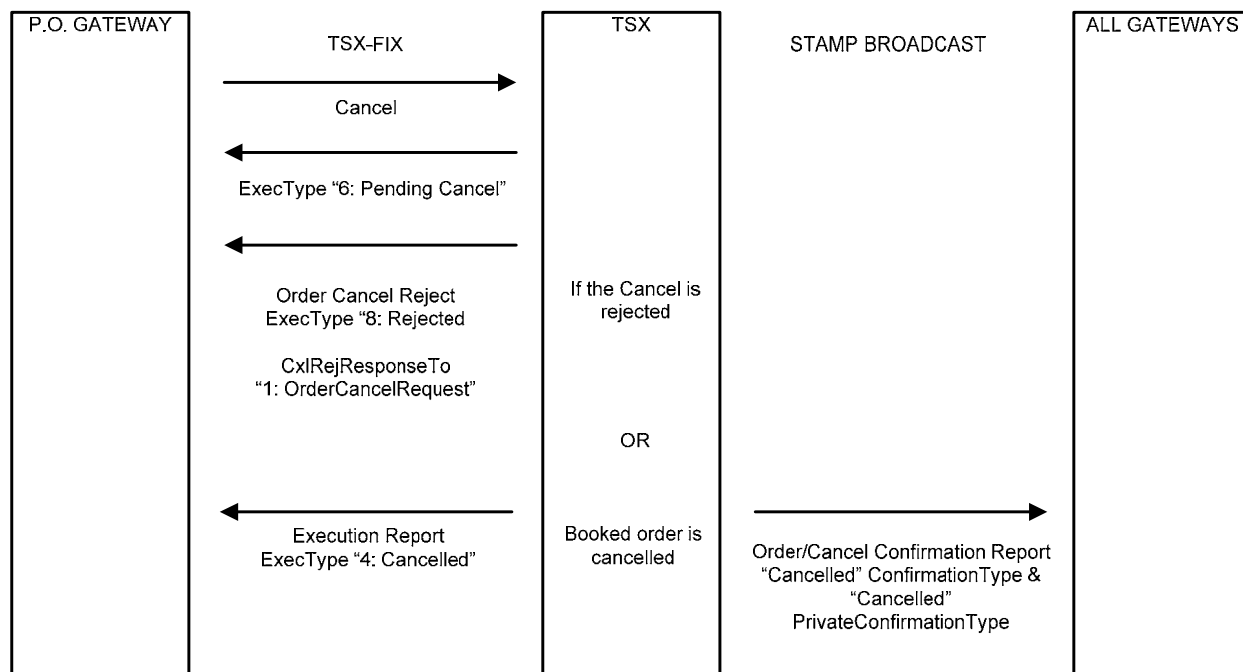 P.O. GATEWAY
TSX-FIX
TSX
STAMP BROADCAST
ALL GATEWAYS
Cancel
ExecType “6: Pending Cancel”
Order Cancel Reject
ExecType “8: Rejected
If the Cancel is
rejected
CxlRejResponseTo
“1: OrderCancelRequest”
OR
Execution Report
ExecType “4: Cancelled”
Booked order is
cancelled
Order/Cancel Confirmation Report
“Cancelled” ConfirmationType &
“Cancelled”
PrivateConfirmationType